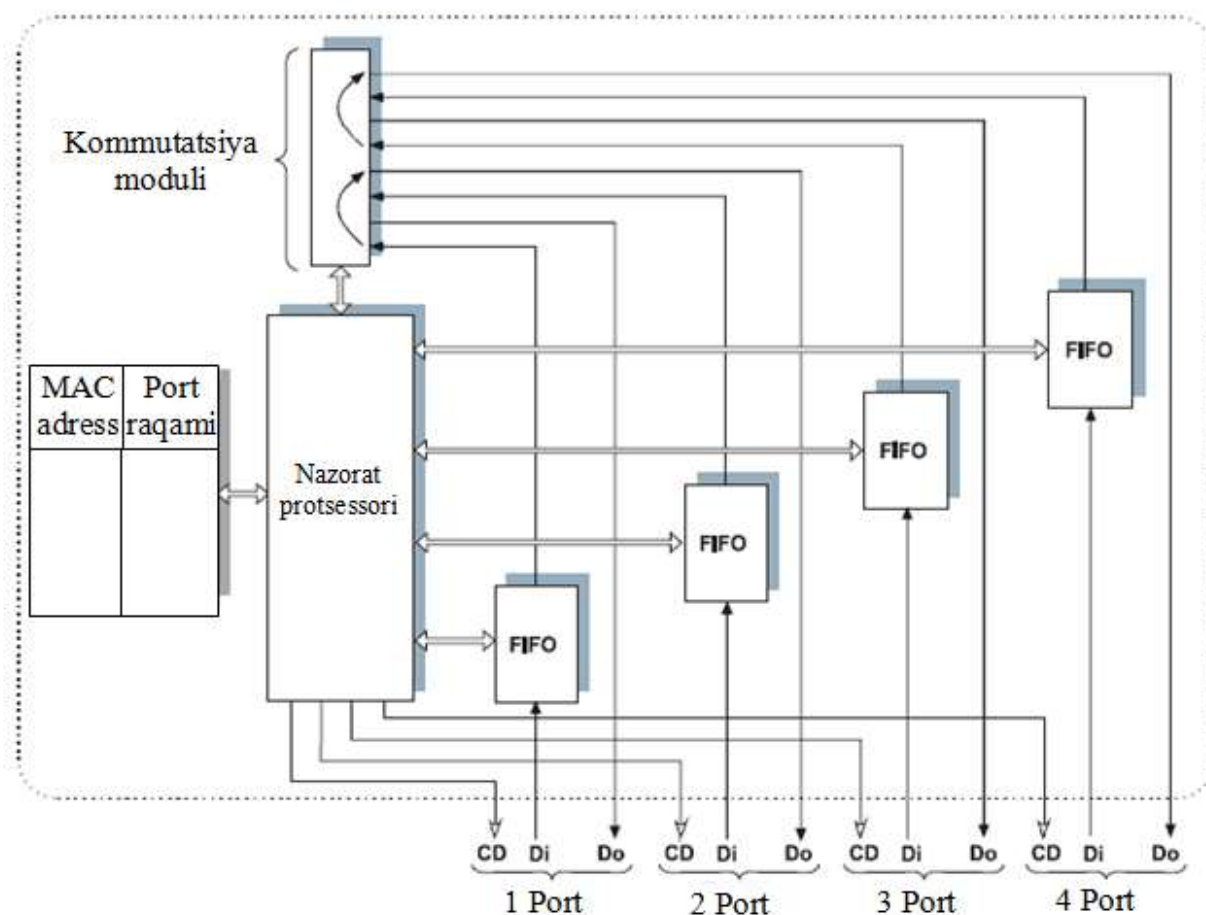 Kommutatsiya
moduli
MAC
adress
Port
raqami
Nazorat
protsessori
FIFO
FIFO
FIFO
FIFO
CD Di Do CD Di Do CD Di Do CD Di Do
1 Port 2 Port 3 Port 4 Port